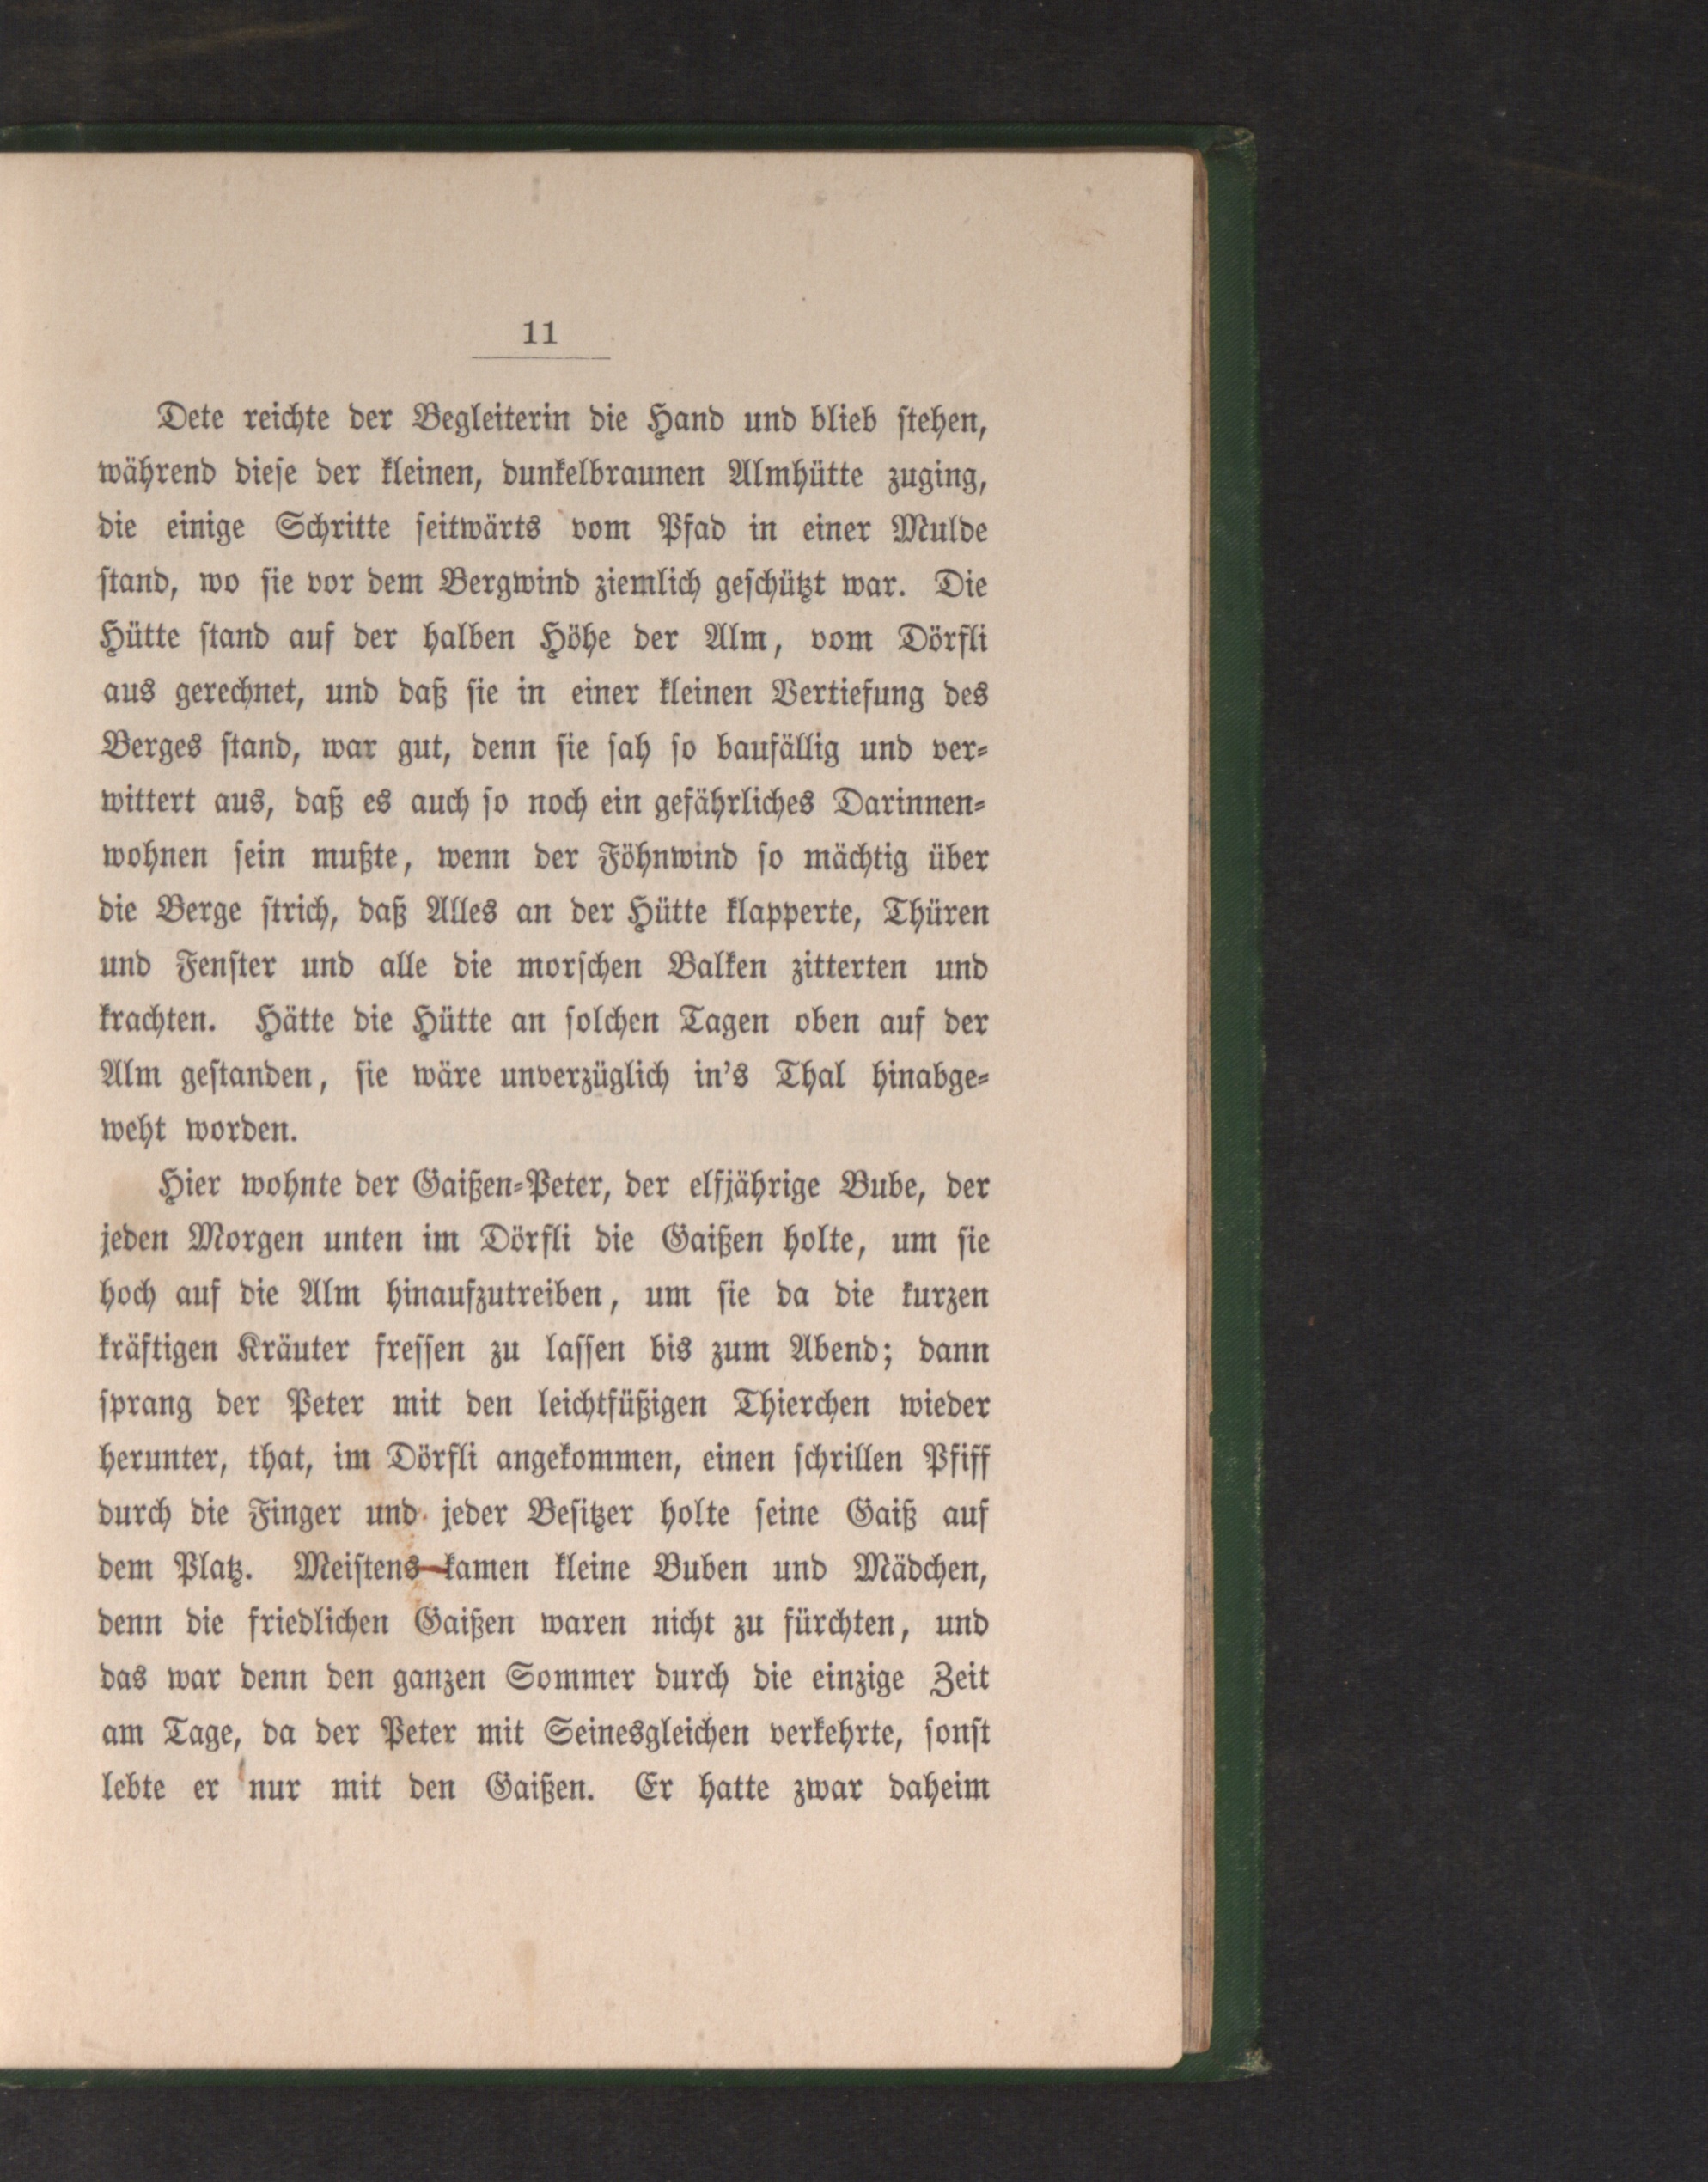 11
Dete reichte der Begleiterin die Hand und blieb stehen,
während diese der kleinen, dunkelbraunen Almhütte zuging,
die einige Schritte seitwärts vom Pfad in einer Mulde
stand, wo sie vor dem Bergwind ziemlich geschützt war. Die
Hütte stand auf der halben Höhe der Alm, vom Dörfli
aus gerechnet, und daß sie in einer kleinen Vertiefung des
Berges stand, war gut, denn sie sah so baufällig und ver-
wittert aus, daß es auch so noch ein gefährliches Darinnen-
wohnen sein mußte, wenn der Föhnwind so mächtig über
die Berge strich, daß Alles an der Hütte klapperte, Thüren
und Fenster und alle die morschen Balken zitterten und
krachten. Hätte die Hütte an solchen Tagen oben auf der
Alm gestanden, sie wäre unverzüglich in's Thal hinabge-
weht worden.
Hier wohnte der Gaißen-Peter, der elfjährige Bube, der
jeden Morgen unten im Dörfli die Gaißen holte, um sie
hoch auf die Alm hinaufzutreiben, um sie da die kurzen
kräftigen Kräuter fressen zu lassen bis zum Abend; dann
sprang der Peter mit den leichtfüßigen Thierchen wieder
herunter, that, im Dörfli angekommen, einen schrillen Pfiff
durch die Finger und jeder Besitzer holte seine Gaiß auf
dem Platz. Meistens kamen kleine Buben und Mädchen,
denn die friedlichen Gaißen waren nicht zu fürchten, und
das war denn den ganzen Sommer durch die einzige Zeit
am Tage, da der Peter mit Seinesgleichen verkehrte, sonst
lebte er nur mit den Gaißen. Er hatte zwar daheim